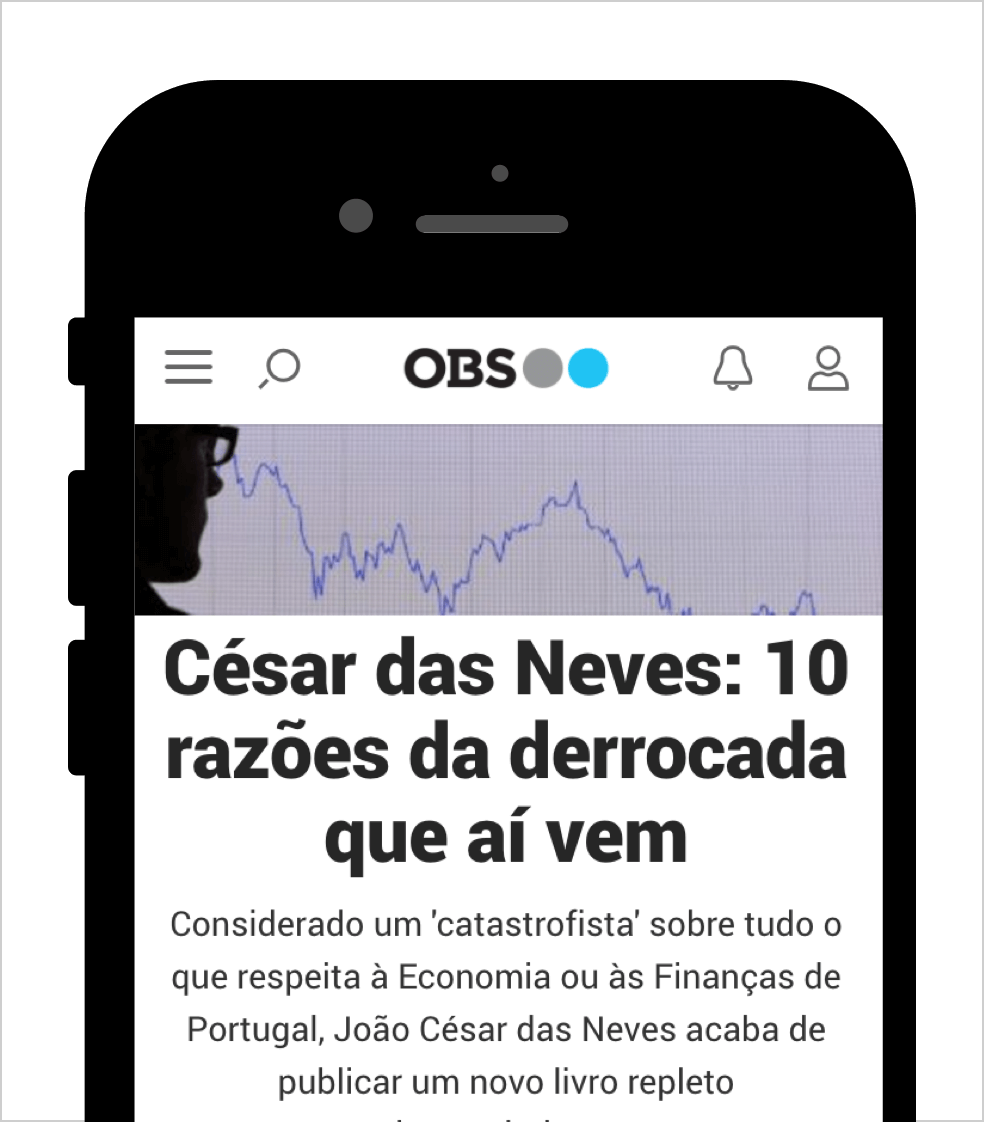 OBS
César das Neves: 10
razões da derrocada
que aí vem
Considerado um 'catastrofista' sobre tudo o
que respeita à Economia ou às Finanças de
Portugal, João César das Neves acaba de
publicar um novo livro repleto